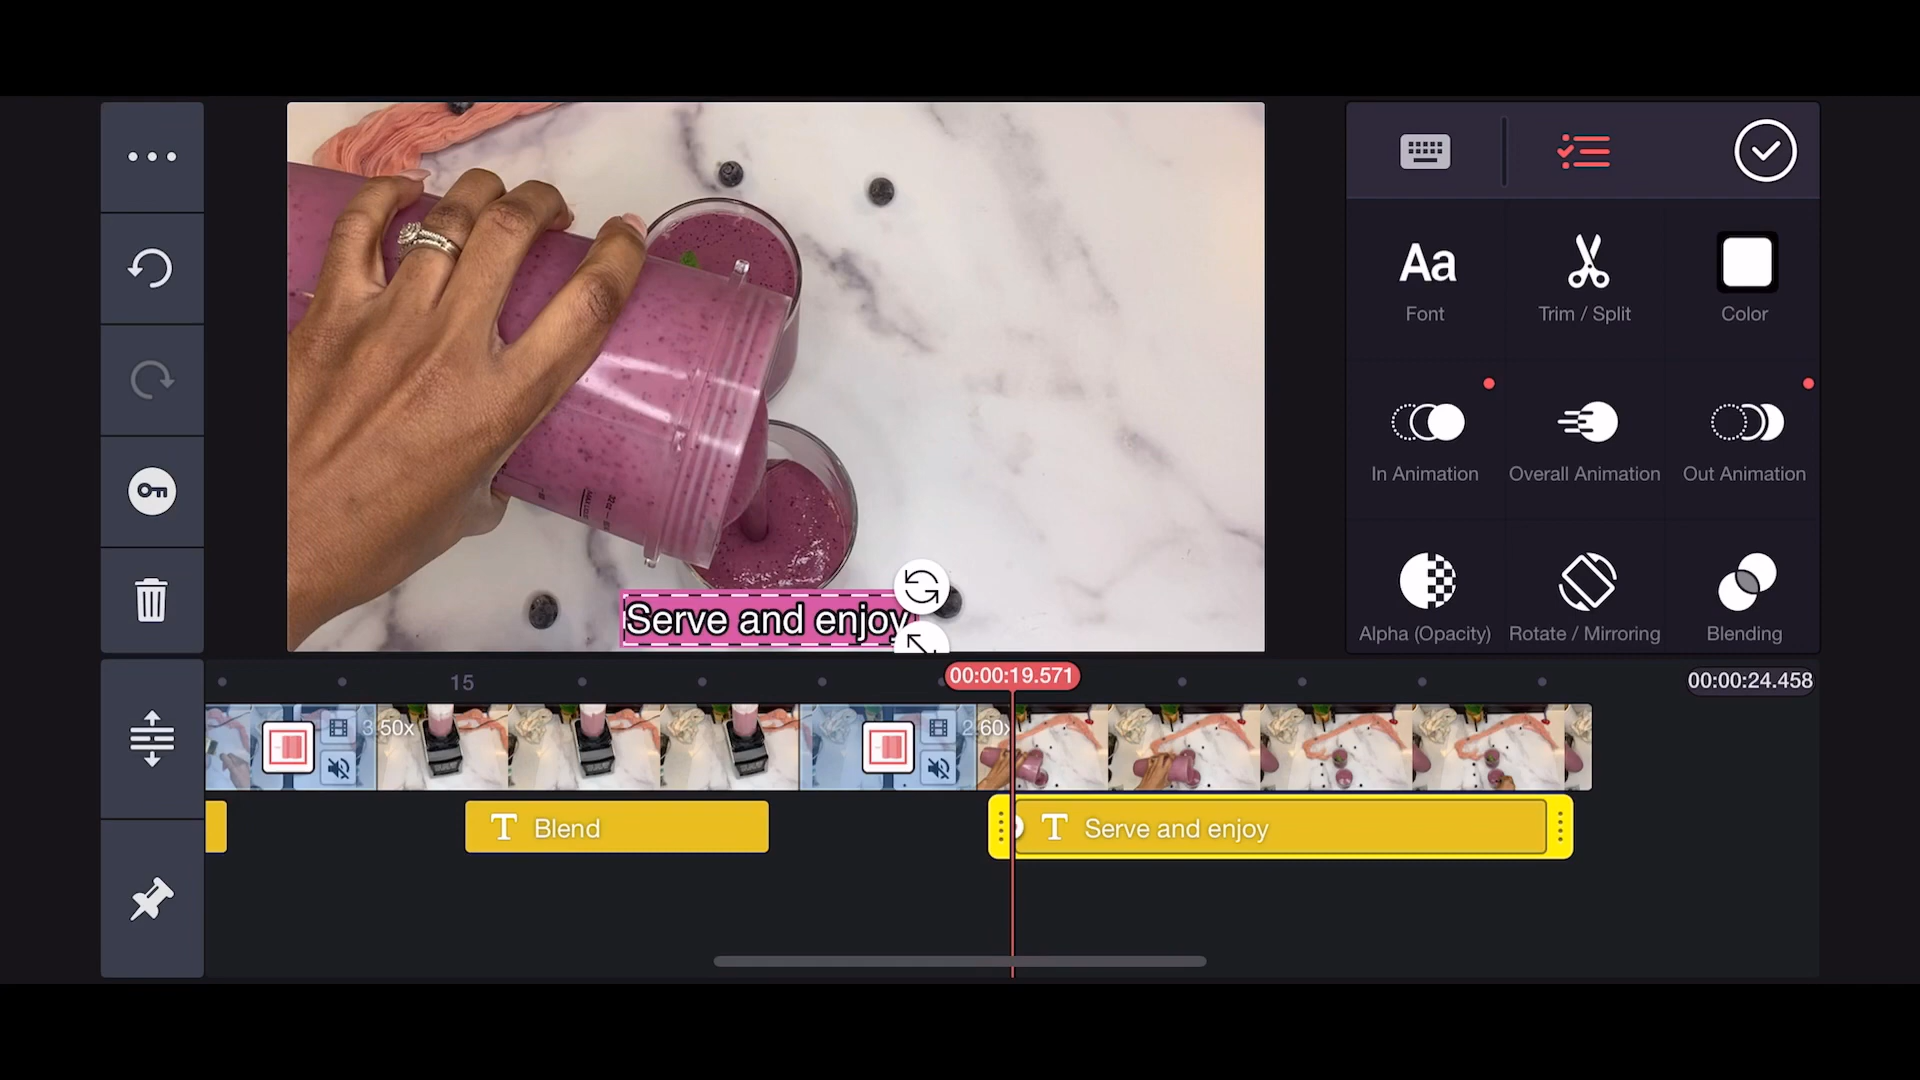 Aa
Font
Trim / Split
Color
In Animation
Overall Animation
Out Animation
Alpha (Opacity)
Rotate / Mirroring
Blending
Serve and enjoy
15
00:00:19.571
00:00:24.458
3.50x
2.60x
T Blend
T Serve and enjoy